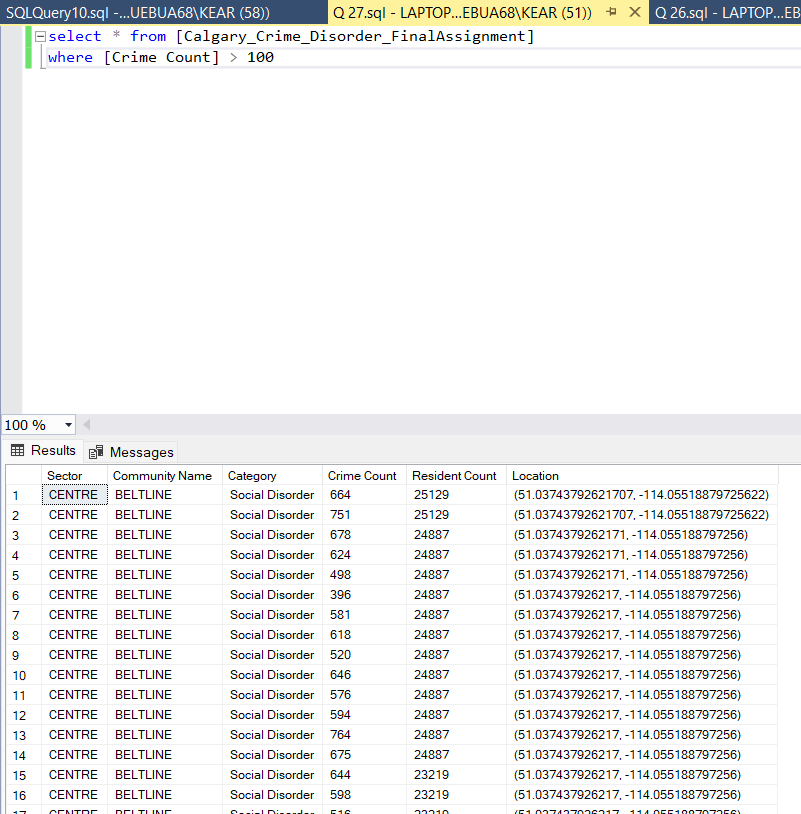 SQLQuery10.sql -...UEBUA68\KEAR (58)) Q 27.sql - LAPTOP...EBUA68\KEAR (51)) Q 26.sql - LAPTOP...EB
select * from [Calgary_Crime_Disorder_FinalAssignment]
where [Crime Count] > 100
100 %
Results Messages
Sector Community Name Category Crime Count Resident Count Location
1 CENTRE BELTLINE Social Disorder 664 25129 (51.03743792621707, -114.05518879725622)
2 CENTRE BELTLINE Social Disorder 751 25129 (51.03743792621707, -114.05518879725622)
3 CENTRE BELTLINE Social Disorder 678 24887 (51.0374379262171, -114.055188797256)
4 CENTRE BELTLINE Social Disorder 624 24887 (51.0374379262171, -114.055188797256)
5 CENTRE BELTLINE Social Disorder 498 24887 (51.0374379262171, -114.055188797256)
6 CENTRE BELTLINE Social Disorder 396 24887 (51.037437926217, -114.055188797256)
7 CENTRE BELTLINE Social Disorder 581 24887 (51.037437926217, -114.055188797256)
8 CENTRE BELTLINE Social Disorder 618 24887 (51.037437926217, -114.055188797256)
9 CENTRE BELTLINE Social Disorder 520 24887 (51.037437926217, -114.055188797256)
10 CENTRE BELTLINE Social Disorder 646 24887 (51.037437926217, -114.055188797256)
11 CENTRE BELTLINE Social Disorder 576 24887 (51.037437926217, -114.055188797256)
12 CENTRE BELTLINE Social Disorder 594 24887 (51.037437926217, -114.055188797256)
13 CENTRE BELTLINE Social Disorder 764 24887 (51.037437926217, -114.055188797256)
14 CENTRE BELTLINE Social Disorder 675 24887 (51.037437926217, -114.055188797256)
15 CENTRE BELTLINE Social Disorder 644 23219 (51.037437926217, -114.055188797256)
16 CENTRE BELTLINE Social Disorder 598 23219 (51.037437926217, -114.055188797256)
17 CENTRE BELTLINE Social Disorder 516 23219 (51.037437926217, -114.055188797256)